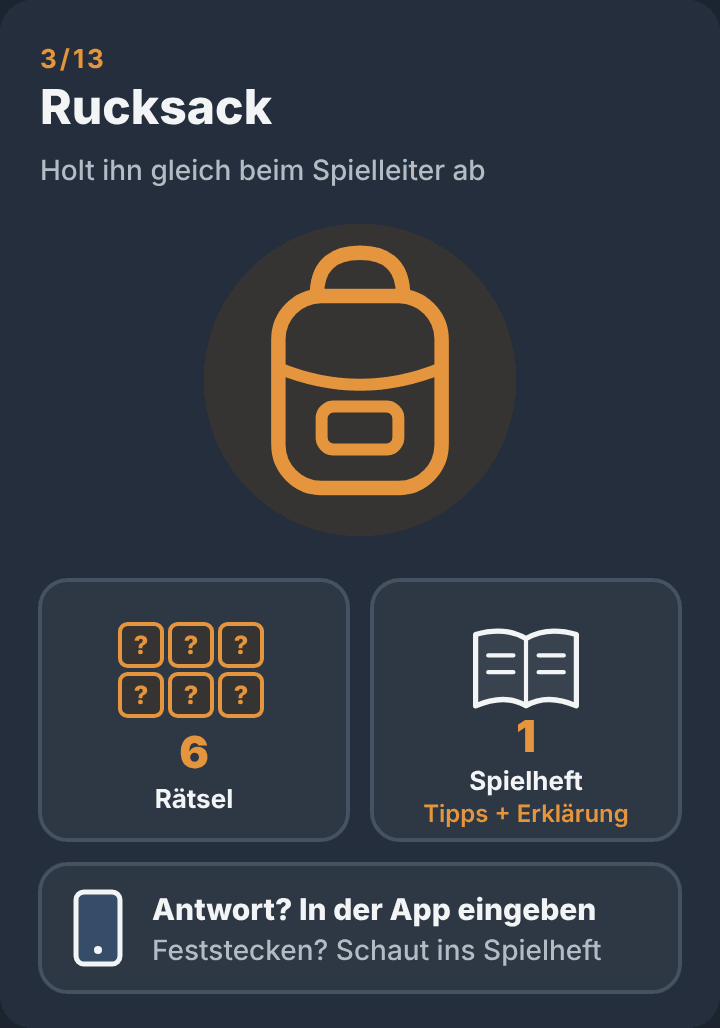 3/13
Rucksack
Holt ihn gleich beim Spielleiter ab
? ? ?
? ? ?
6
Rätsel
1
Spielheft
Tipps + Erklärung
Antwort? In der App eingeben
Feststecken? Schaut ins Spielheft